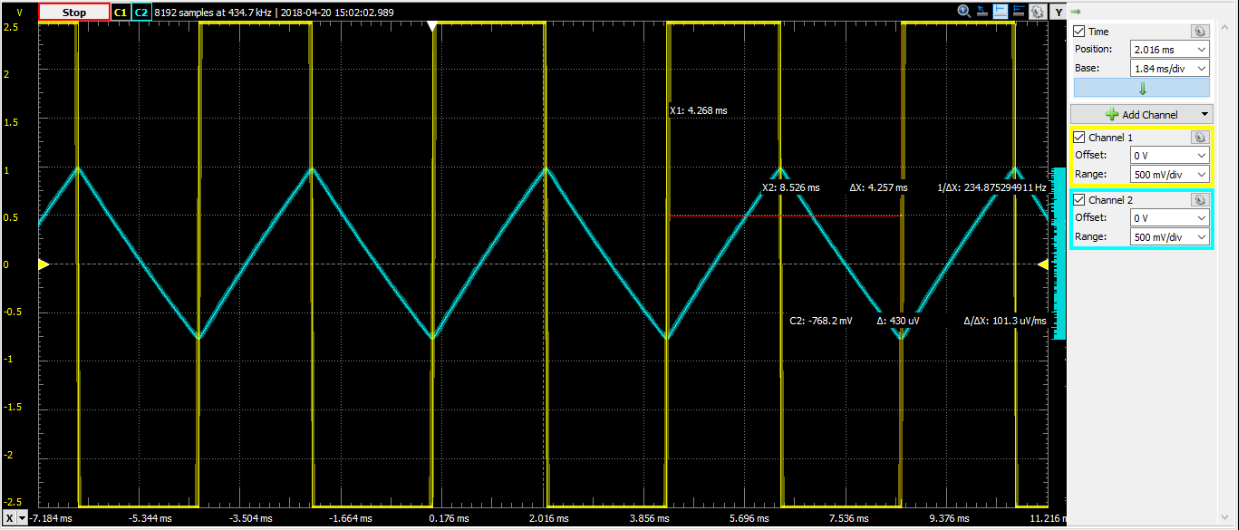 V Stop C1 C2 8192 samples at 434.7 kHz | 2018-04-20 15:02:02.989 Y
2.5
2
1.5
1
0.5
0
-0.5
-1
-1.5
-2
-2.5
X1: 4.268 ms
X2: 8.526 ms ΔX: 4.257 ms 1/ΔX: 234.875294911 Hz
C2: -768.2 mV Δ: 430 uV Δ/ΔX: 101.3 uV/ms
X -7.184 ms -5.344 ms -3.504 ms -1.664 ms 0.176 ms 2.016 ms 3.856 ms 5.696 ms 7.536 ms 9.376 ms 11.216 m
Time
Position: 2.016 ms
Base: 1.84 ms/div
Add Channel
Channel 1
Offset: 0 V
Range: 500 mV/div
Channel 2
Offset: 0 V
Range: 500 mV/div